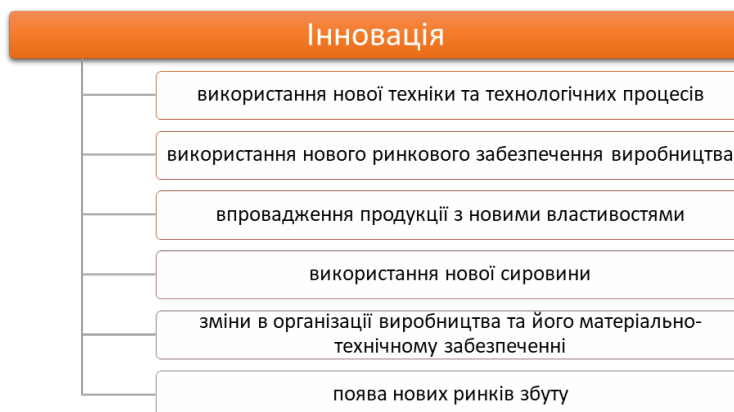 Інновація
використання нової техніки та технологічних процесів
використання нового ринкового забезпечення виробництва
впровадження продукції з новими властивостями
використання нової сировини
зміни в організації виробництва та його матеріально-
технічному забезпеченні
поява нових ринків збуту